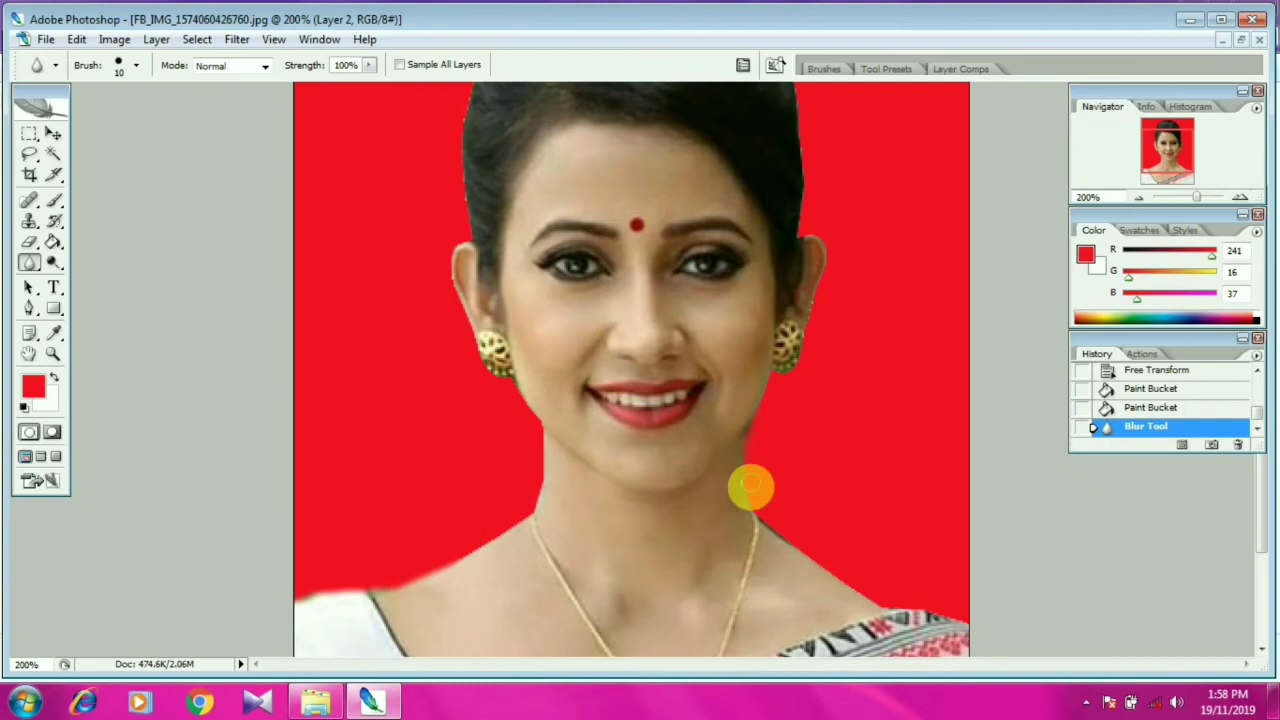 Adobe Photoshop - [FB_IMG_1574060426760.jpg @ 200% (Layer 2, RGB/8#)]
File Edit Image Layer Select Filter View Window Help
Brush: 10 Mode: Normal Strength: 100% Sample All Layers Brushes Tool Presets Layer Comps
Navigator Info Histogram
200%
Color Swatches Styles
R 241
G 16
B 37
History Actions
Free Transform
Paint Bucket
Paint Bucket
Blur Tool
T
200% Doc: 474.6K/2.06M
1:58 PM
19/11/2019